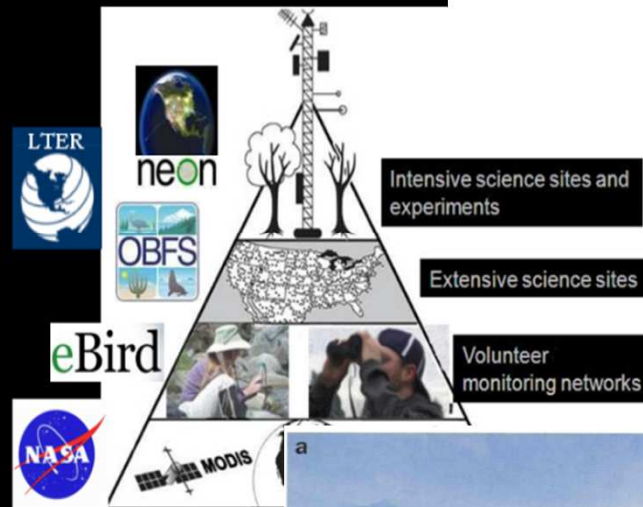 LTER
neon
OBFS
eBird
NASA
Intensive science sites and
experiments
Extensive science sites
Volunteer
monitoring networks
MODIS
a